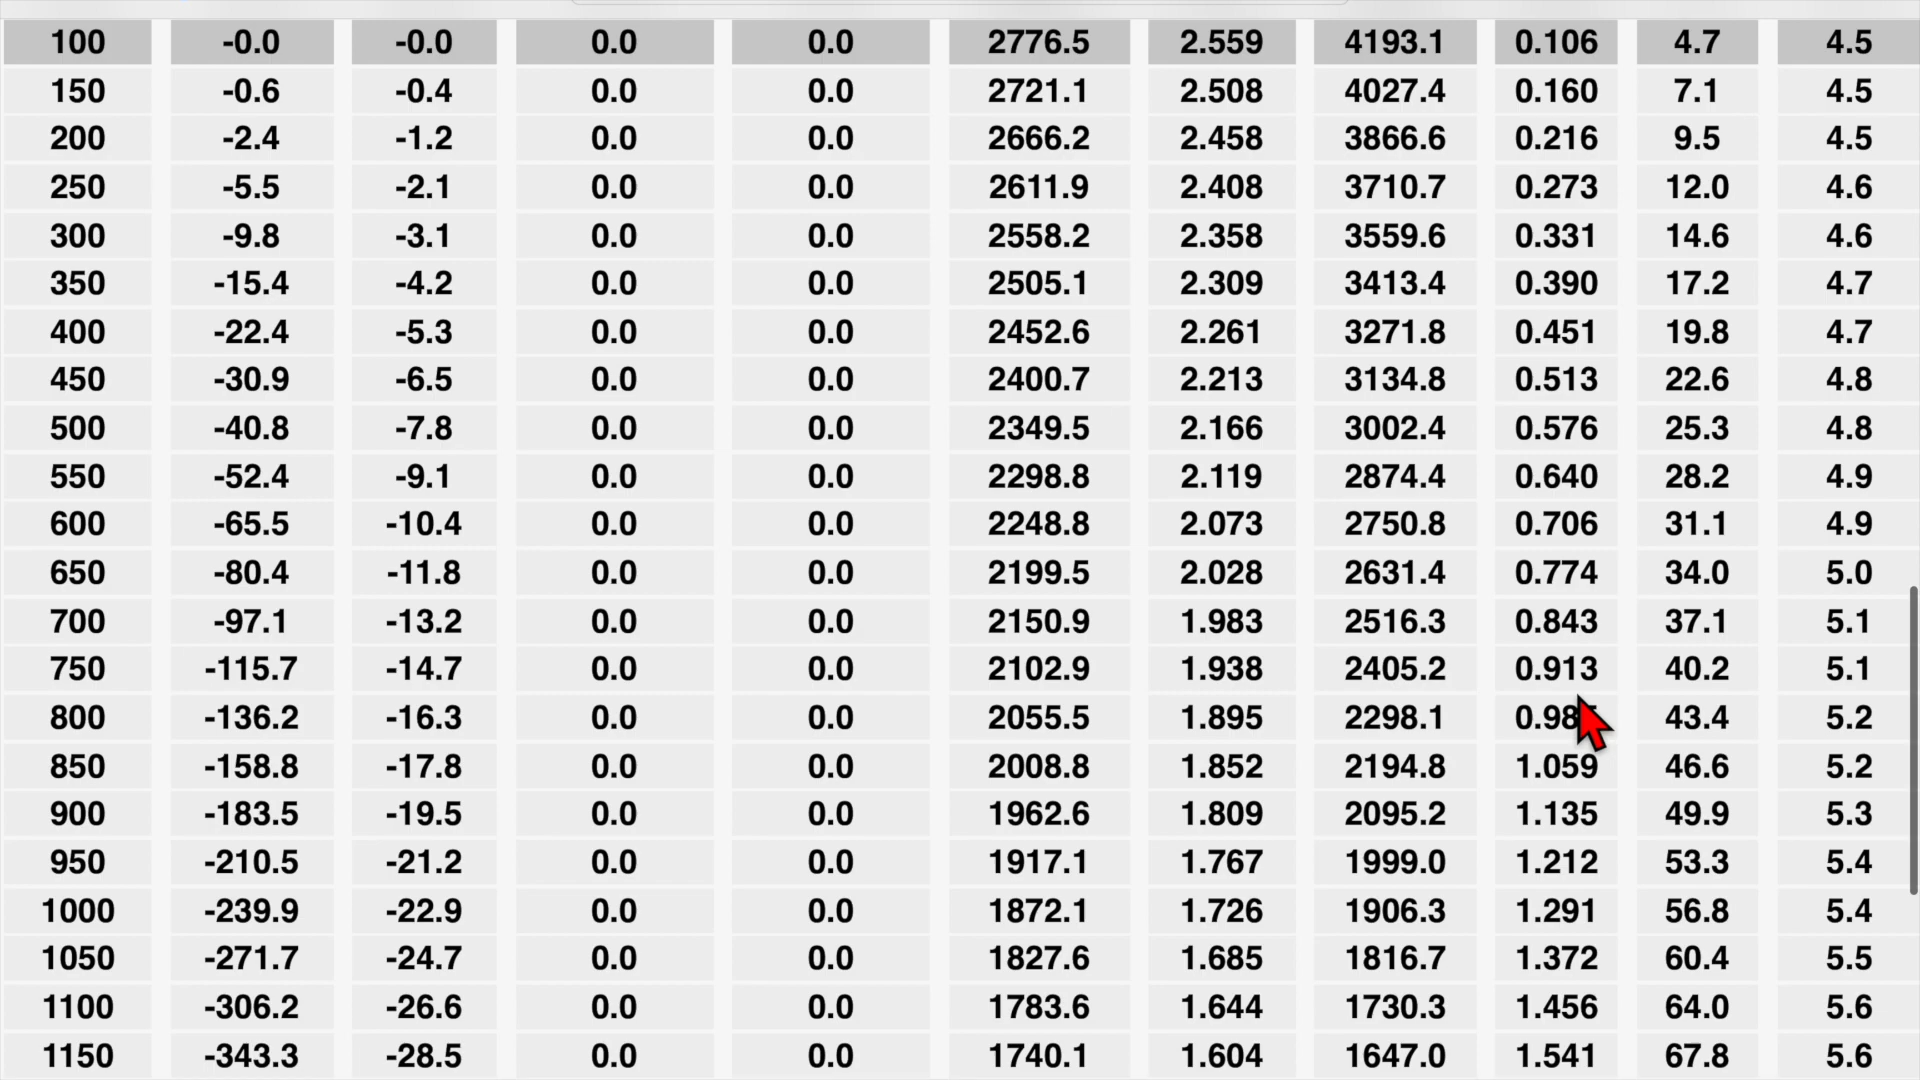 100 -0.0 -0.0 0.0 0.0 2776.5 2.559 4193.1 0.106 4.7 4.5
150 -0.6 -0.4 0.0 0.0 2721.1 2.508 4027.4 0.160 7.1 4.5
200 -2.4 -1.2 0.0 0.0 2666.2 2.458 3866.6 0.216 9.5 4.5
250 -5.5 -2.1 0.0 0.0 2611.9 2.408 3710.7 0.273 12.0 4.6
300 -9.8 -3.1 0.0 0.0 2558.2 2.358 3559.6 0.331 14.6 4.6
350 -15.4 -4.2 0.0 0.0 2505.1 2.309 3413.4 0.390 17.2 4.7
400 -22.4 -5.3 0.0 0.0 2452.6 2.261 3271.8 0.451 19.8 4.7
450 -30.9 -6.5 0.0 0.0 2400.7 2.213 3134.8 0.513 22.6 4.8
500 -40.8 -7.8 0.0 0.0 2349.5 2.166 3002.4 0.576 25.3 4.8
550 -52.4 -9.1 0.0 0.0 2298.8 2.119 2874.4 0.640 28.2 4.9
600 -65.5 -10.4 0.0 0.0 2248.8 2.073 2750.8 0.706 31.1 4.9
650 -80.4 -11.8 0.0 0.0 2199.5 2.028 2631.4 0.774 34.0 5.0
700 -97.1 -13.2 0.0 0.0 2150.9 1.983 2516.3 0.843 37.1 5.1
750 -115.7 -14.7 0.0 0.0 2102.9 1.938 2405.2 0.913 40.2 5.1
800 -136.2 -16.3 0.0 0.0 2055.5 1.895 2298.1 43.4 5.2
850 -158.8 -17.8 0.0 0.0 2008.8 1.852 2194.8 1.059 46.6 5.2
900 -183.5 -19.5 0.0 0.0 1962.6 1.809 2095.2 1.135 49.9 5.3
950 -210.5 -21.2 0.0 0.0 1917.1 1.767 1999.0 1.212 53.3 5.4
1000 -239.9 -22.9 0.0 0.0 1872.1 1.726 1906.3 1.291 56.8 5.4
1050 -271.7 -24.7 0.0 0.0 1827.6 1.685 1816.7 1.372 60.4 5.5
1100 -306.2 -26.6 0.0 0.0 1783.6 1.644 1730.3 1.456 64.0 5.6
1150 -343.3 -28.5 0.0 0.0 1740.1 1.604 1647.0 1.541 67.8 5.6